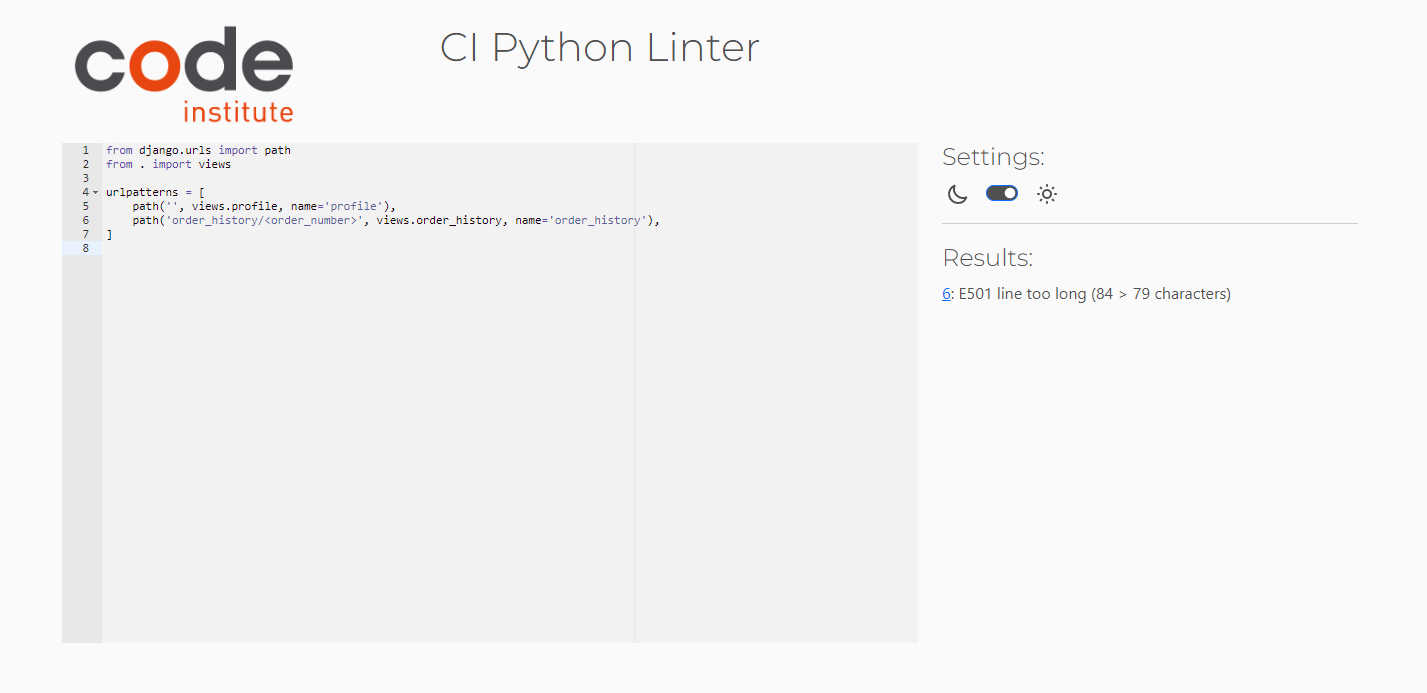 code
institute
CI Python Linter
1 from django.urls import path
2 from . import views
3
4 urlpatterns = [
5     path('', views.profile, name='profile'),
6     path('order_history/<order_number>', views.order_history, name='order_history'),
7 ]
8
Settings:
Results:
6: E501 line too long (84 > 79 characters)